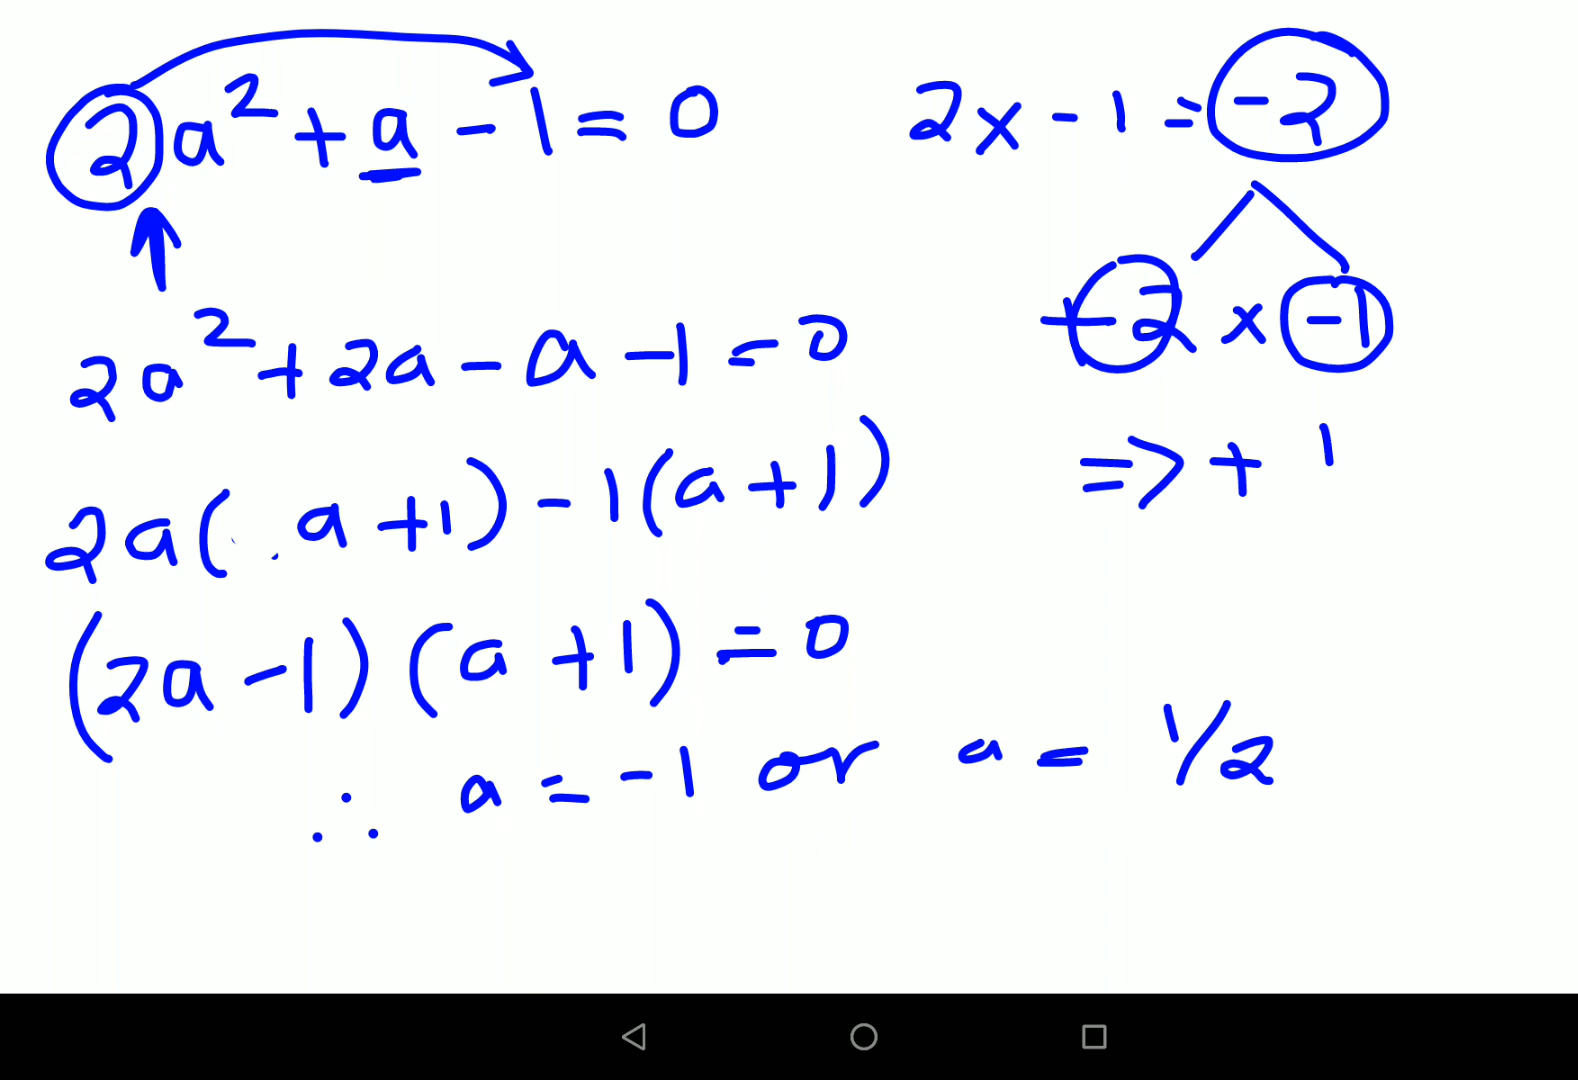 2a² + a - 1 = 0
2 x - 1 = - 2
+ 2 x - 1
2a² + 2a - a - 1 = 0
=> + 1
2a( a + 1) - 1(a + 1)
(2a - 1) (a + 1) = 0
∴ a = - 1 or a = 1/2